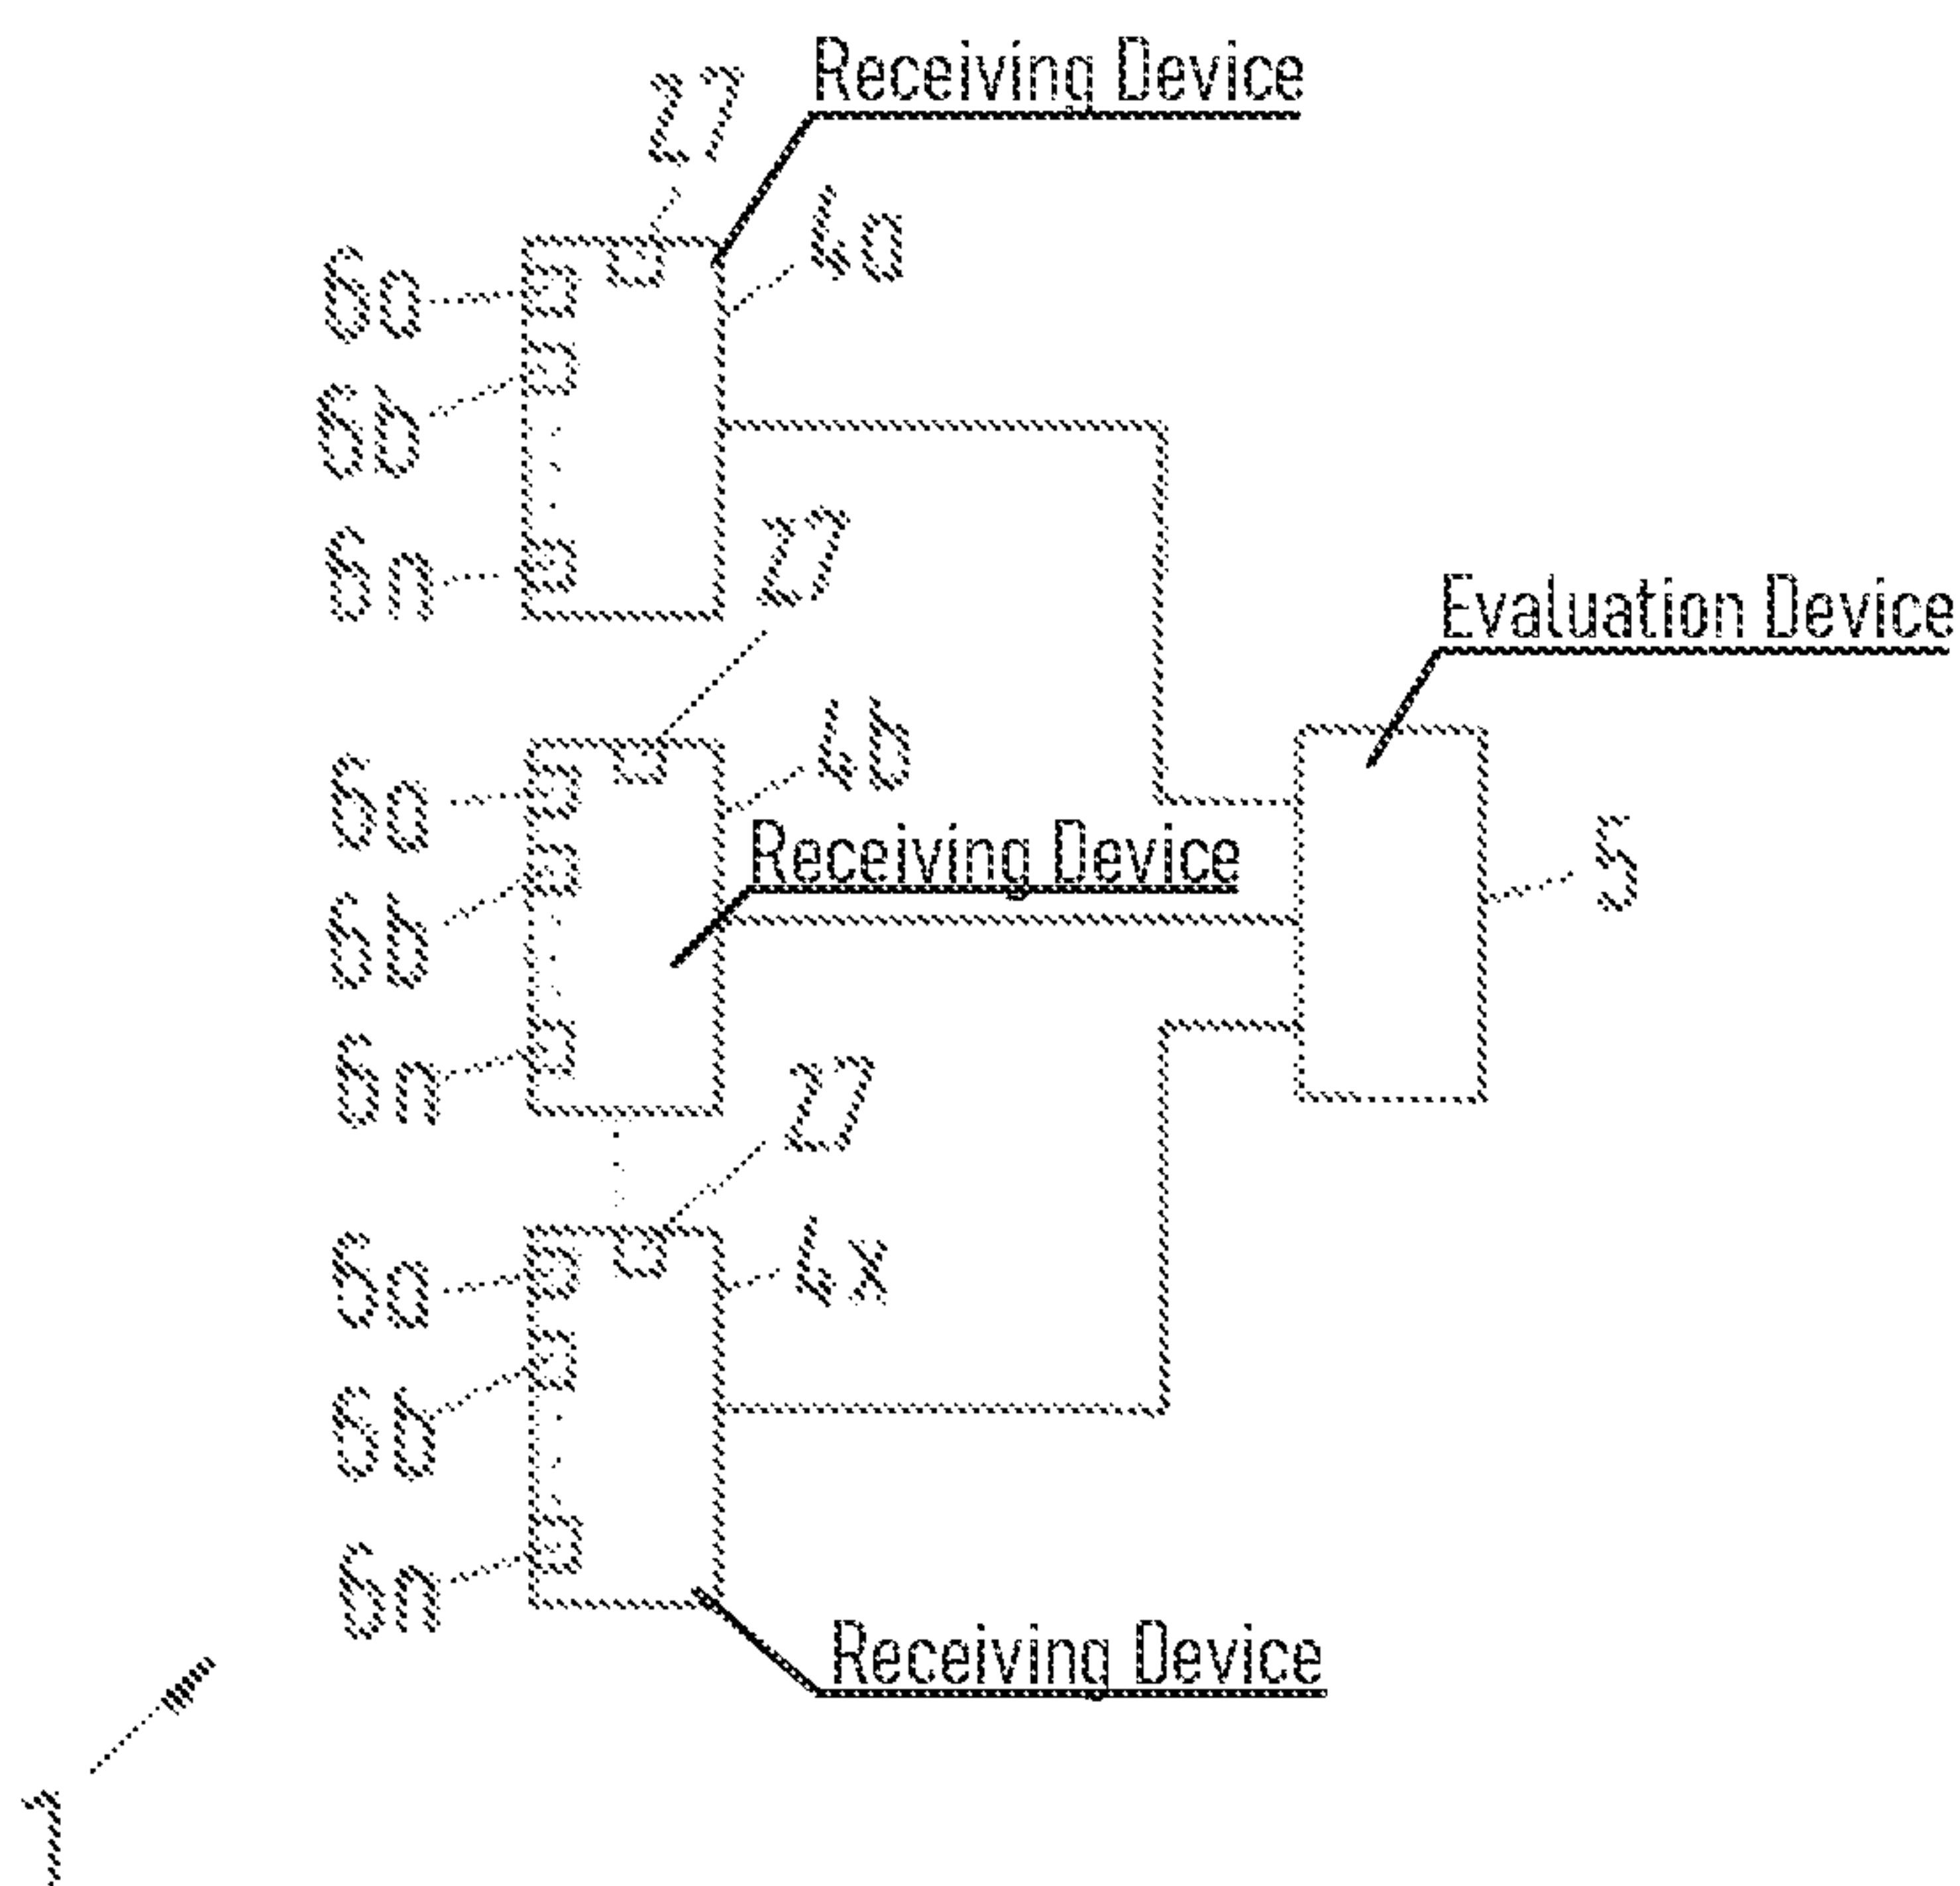 Receiving Device
27
4a
6a
6b
6n
27
Evaluation Device
4b
6a
Receiving Device
5
6b
6n
27
4x
6a
6b
6n
Receiving Device
1